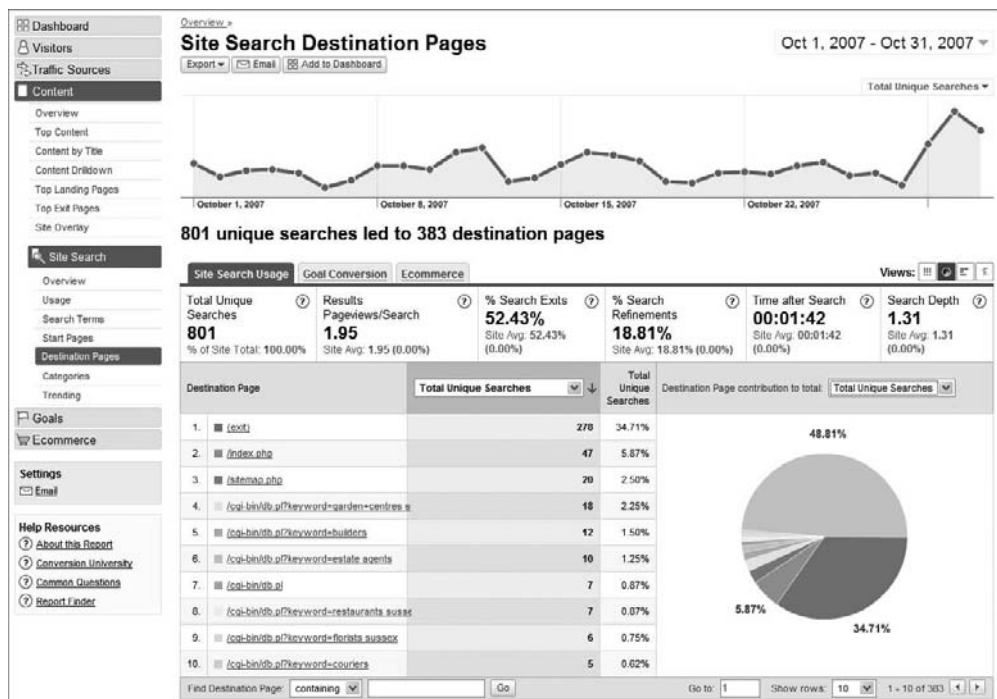 Dashboard
Visitors
Traffic Sources
Content
Overview
Top Content
Content by Title
Content Drilldown
Top Landing Pages
Top Exit Pages
Site Overlay
Site Search
Overview
Usage
Search Terms
Start Pages
Destination Pages
Categories
Trending
Goals
Ecommerce
Settings
Email
Help Resources
About this Report
Conversion University
Common Questions
Report Finder
Overview »
Site Search Destination Pages
Oct 1, 2007 - Oct 31, 2007
Export Email Add to Dashboard
Total Unique Searches
October 1, 2007 October 8, 2007 October 15, 2007 October 22, 2007
801 unique searches led to 383 destination pages
Site Search Usage Goal Conversion Ecommerce Views:
Total Unique Searches
801
% of Site Total: 100.00%
Results Pageviews/Search
1.95
Site Avg: 1.95 (0.00%)
% Search Exits
52.43%
Site Avg: 52.43% (0.00%)
% Search Refinements
18.81%
Site Avg: 18.81% (0.00%)
Time after Search
00:01:42
Site Avg: 00:01:42 (0.00%)
Search Depth
1.31
Site Avg: 1.31 (0.00%)
Destination Page Total Unique Searches Total Unique Searches Destination Page contribution to total: Total Unique Searches
1. (exit) 278 34.71%
2. /index.php 47 5.87%
3. /sitemap.php 20 2.50%
4. /cgi-bin/db.pl?keyword=garden+centres s 18 2.25%
5. /cgi-bin/db.pl?keyword=builders 12 1.50%
6. /cgi-bin/db.pl?keyword=estate agents 10 1.25%
7. /cgi-bin/db.pl 7 0.87%
8. /cgi-bin/db.pl?keyword=restaurants susse 7 0.87%
9. /cgi-bin/db.pl?keyword=florists sussex 6 0.75%
10. /cgi-bin/db.pl?keyword=couriers 5 0.62%
48.81%
5.87%
34.71%
Find Destination Page: containing Go Go to: 1 Show rows: 10 1 - 10 of 383